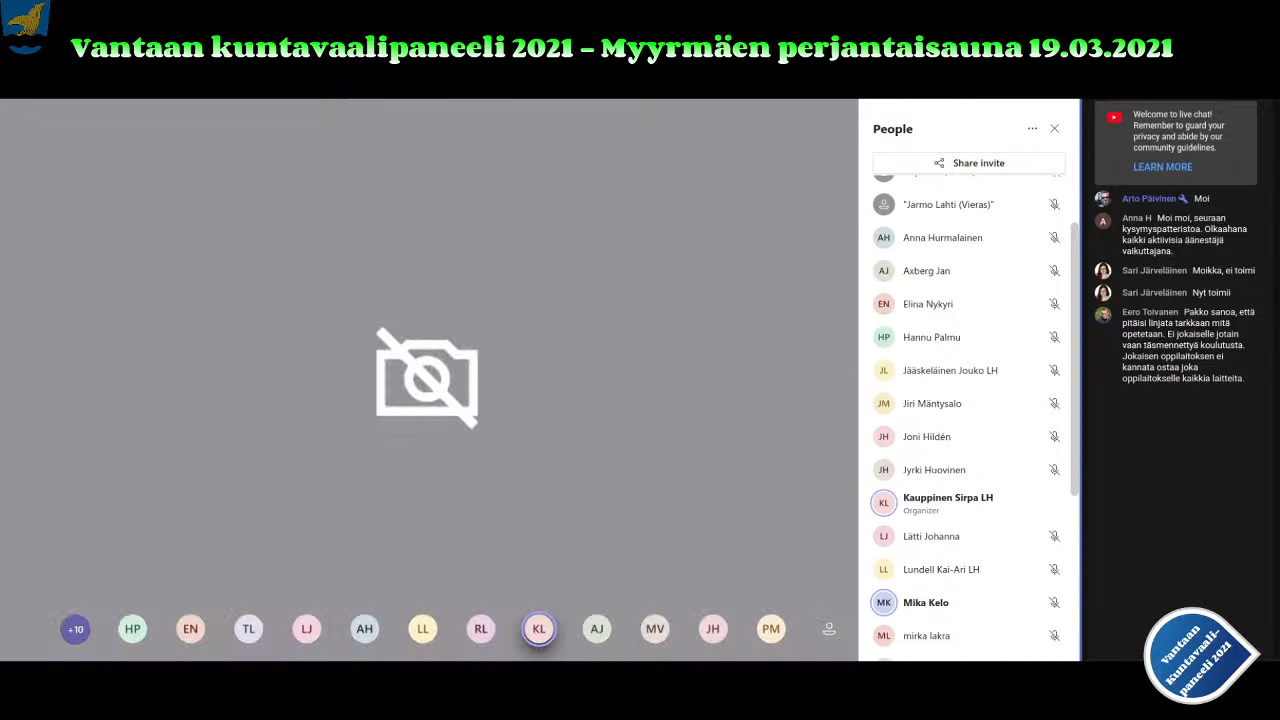 Vantaan kuntavaalipaneeli 2021 – Myyrmäen perjantaisauna 19.03.2021
People
Share invite
"Jarmo Lahti (Vieras)"
AH Anna Hurmalainen
AJ Axberg Jan
EN Elina Nykyri
HP Hannu Palmu
JL Jääskeläinen Jouko LH
JM Jiri Mäntysalo
JH Joni Hildén
JH Jyrki Huovinen
KL Kauppinen Sirpa LH
Organizer
LJ Lätti Johanna
LL Lundell Kai-Ari LH
MK Mika Kelo
ML mirka lakra
+10 HP EN TL LJ AH LL RL KL AJ MV JH PM
Welcome to live chat!
Remember to guard your
privacy and abide by our
community guidelines.
LEARN MORE
Arto Päivinen Moi
A Anna H Moi moi, seuraan
kysymyspatteristoa. Olkaahana
kaikki aktiivisia äänestäjä
vaikuttajana.
Sari Järveläinen Moikka, ei toimi
Sari Järveläinen Nyt toimii
Eero Toivanen Pakko sanoa, että
pitäisi linjata tarkkaan mitä
opetetaan. Ei jokaiselle jotain
vaan täsmennettyä koulutusta.
Jokaisen oppilaitoksen ei
kannata ostaa joka
oppilaitokselle kaikkia laitteita.
Vantaan
Kuntavaali-
paneeli 2021